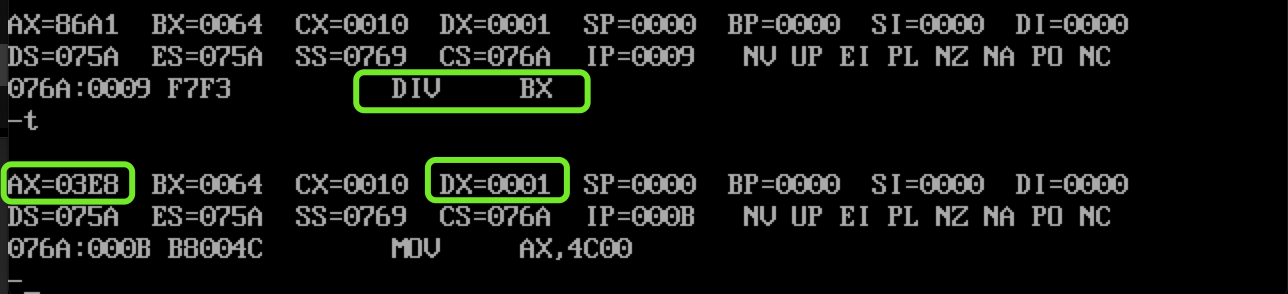 AX=86A1 BX=0064 CX=0010 DX=0001 SP=0000 BP=0000 SI=0000 DI=0000
DS=075A ES=075A SS=0769 CS=076A IP=0009 NV UP EI PL NZ NA PO NC
076A:0009 F7F3 DIV BX
-t
AX=03E8 BX=0064 CX=0010 DX=0001 SP=0000 BP=0000 SI=0000 DI=0000
DS=075A ES=075A SS=0769 CS=076A IP=000B NV UP EI PL NZ NA PO NC
076A:000B B8004C MOV AX,4C00
-_